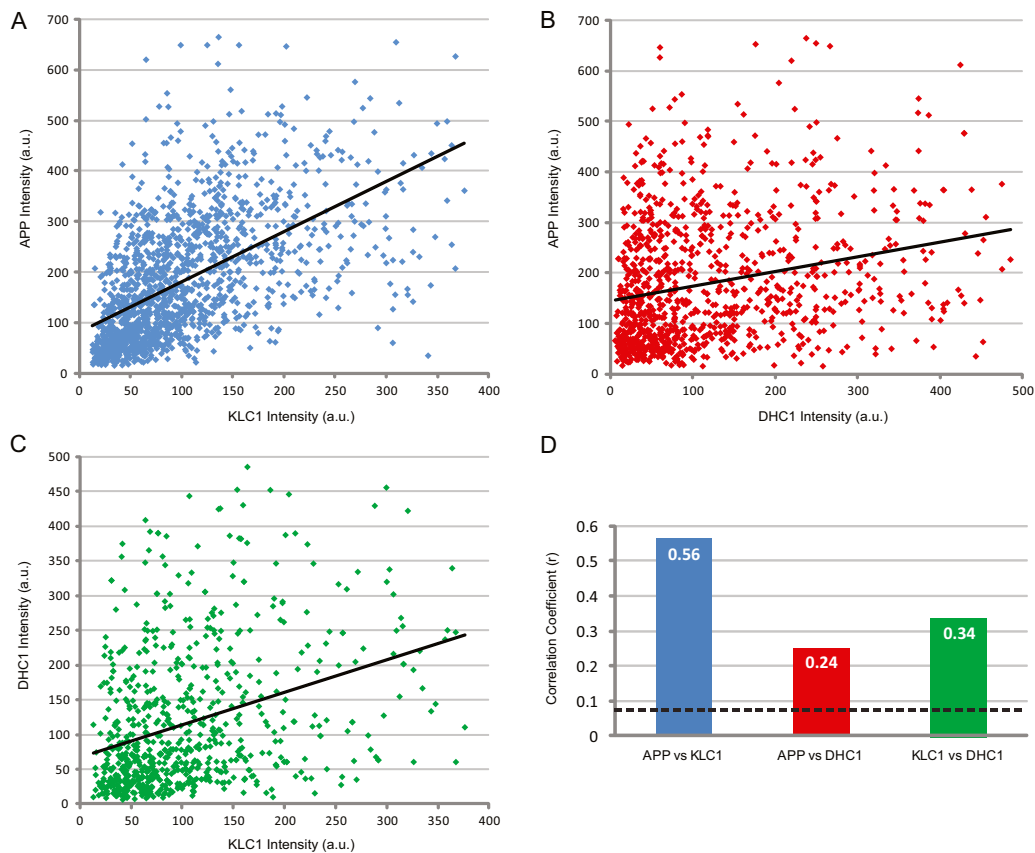 A
700
600
500
400
300
200
100
0
0 50 100 150 200 250 300 350 400
APP Intensity (a.u.)
KLC1 Intensity (a.u.)
B
700
600
500
400
300
200
100
0
0 100 200 300 400 500
APP Intensity (a.u.)
DHC1 Intensity (a.u.)
C
500
450
400
350
300
250
200
150
100
50
0
0 50 100 150 200 250 300 350 400
DHC1 Intensity (a.u.)
KLC1 Intensity (a.u.)
D
0.6
0.5
0.4
0.3
0.2
0.1
0
Correlation Coefficient (r)
0.56
0.24
0.34
APP vs KLC1 APP vs DHC1 KLC1 vs DHC1